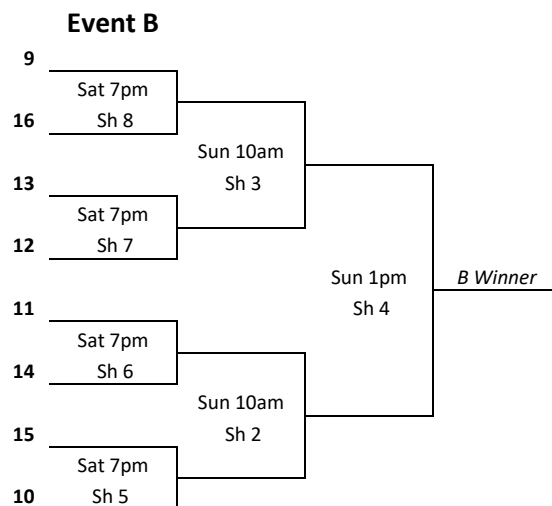 Event B
9
Sat 7pm
16
Sh 8
Sun 10am
13
Sh 3
Sat 7pm
12
Sh 7
Sun 1pm
B Winner
11
Sh 4
Sat 7pm
14
Sh 6
Sun 10am
15
Sh 2
Sat 7pm
10
Sh 5